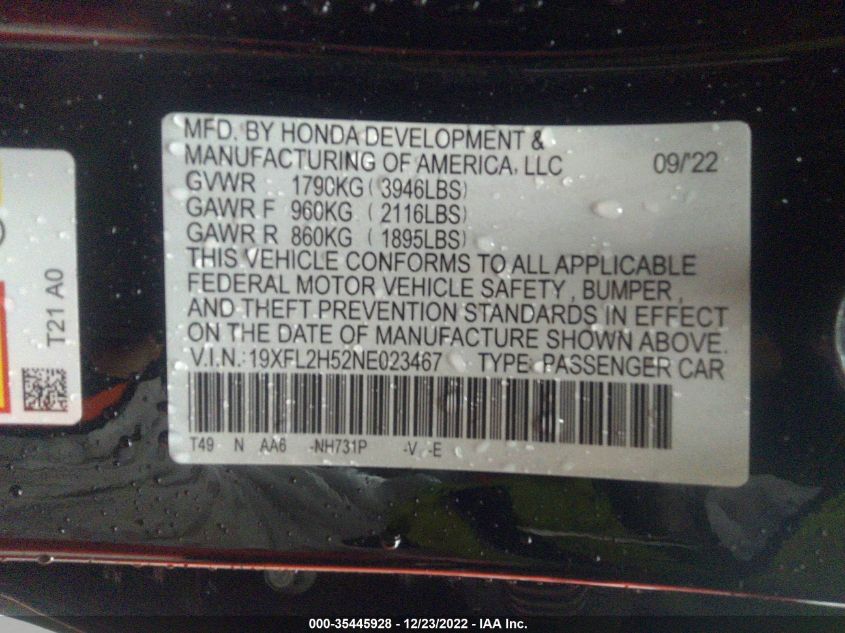 MFD. BY HONDA DEVELOPMENT &
MANUFACTURING OF AMERICA, LLC 09/'22
GVWR 1790KG (3946LBS)
GAWR F 960KG (2116LBS)
GAWR R 860KG (1895LBS)
THIS VEHICLE CONFORMS TO ALL APPLICABLE
FEDERAL MOTOR VEHICLE SAFETY, BUMPER,
AND THEFT PREVENTION STANDARDS IN EFFECT
ON THE DATE OF MANUFACTURE SHOWN ABOVE.
V.I.N.: 19XFL2H52NE023467 TYPE: PASSENGER CAR
T49 N AA6 -NH731P -V -E
T21 A0
000-35445928 - 12/23/2022 - IAA Inc.